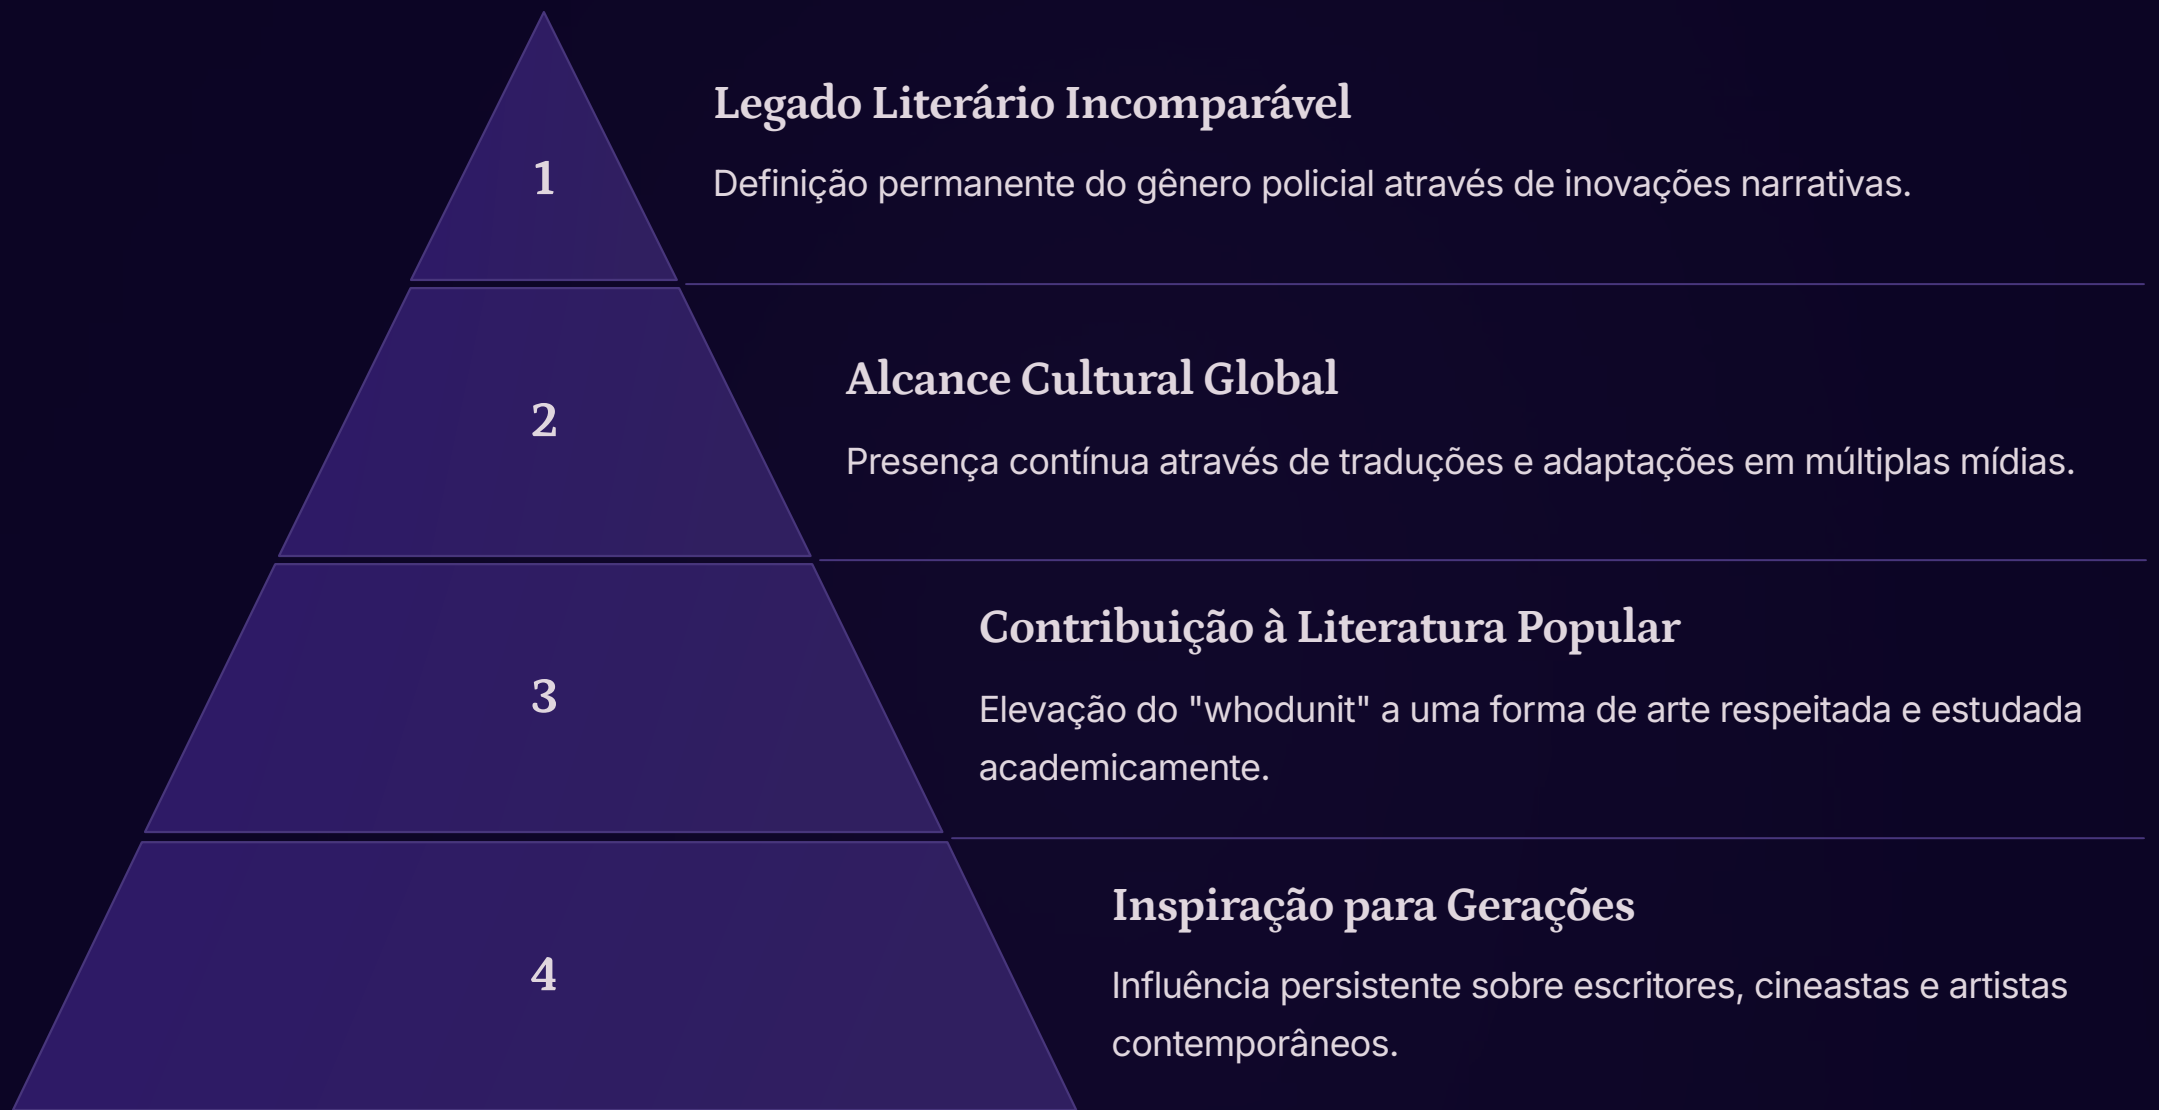 Legado Literário Incomparável
1
Definição permanente do gênero policial através de inovações narrativas.
Alcance Cultural Global
2
Presença contínua através de traduções e adaptações em múltiplas mídias.
Contribuição à Literatura Popular
3
Elevação do "whodunit" a uma forma de arte respeitada e estudada
academicamente.
Inspiração para Gerações
4
Influência persistente sobre escritores, cineastas e artistas
contemporâneos.